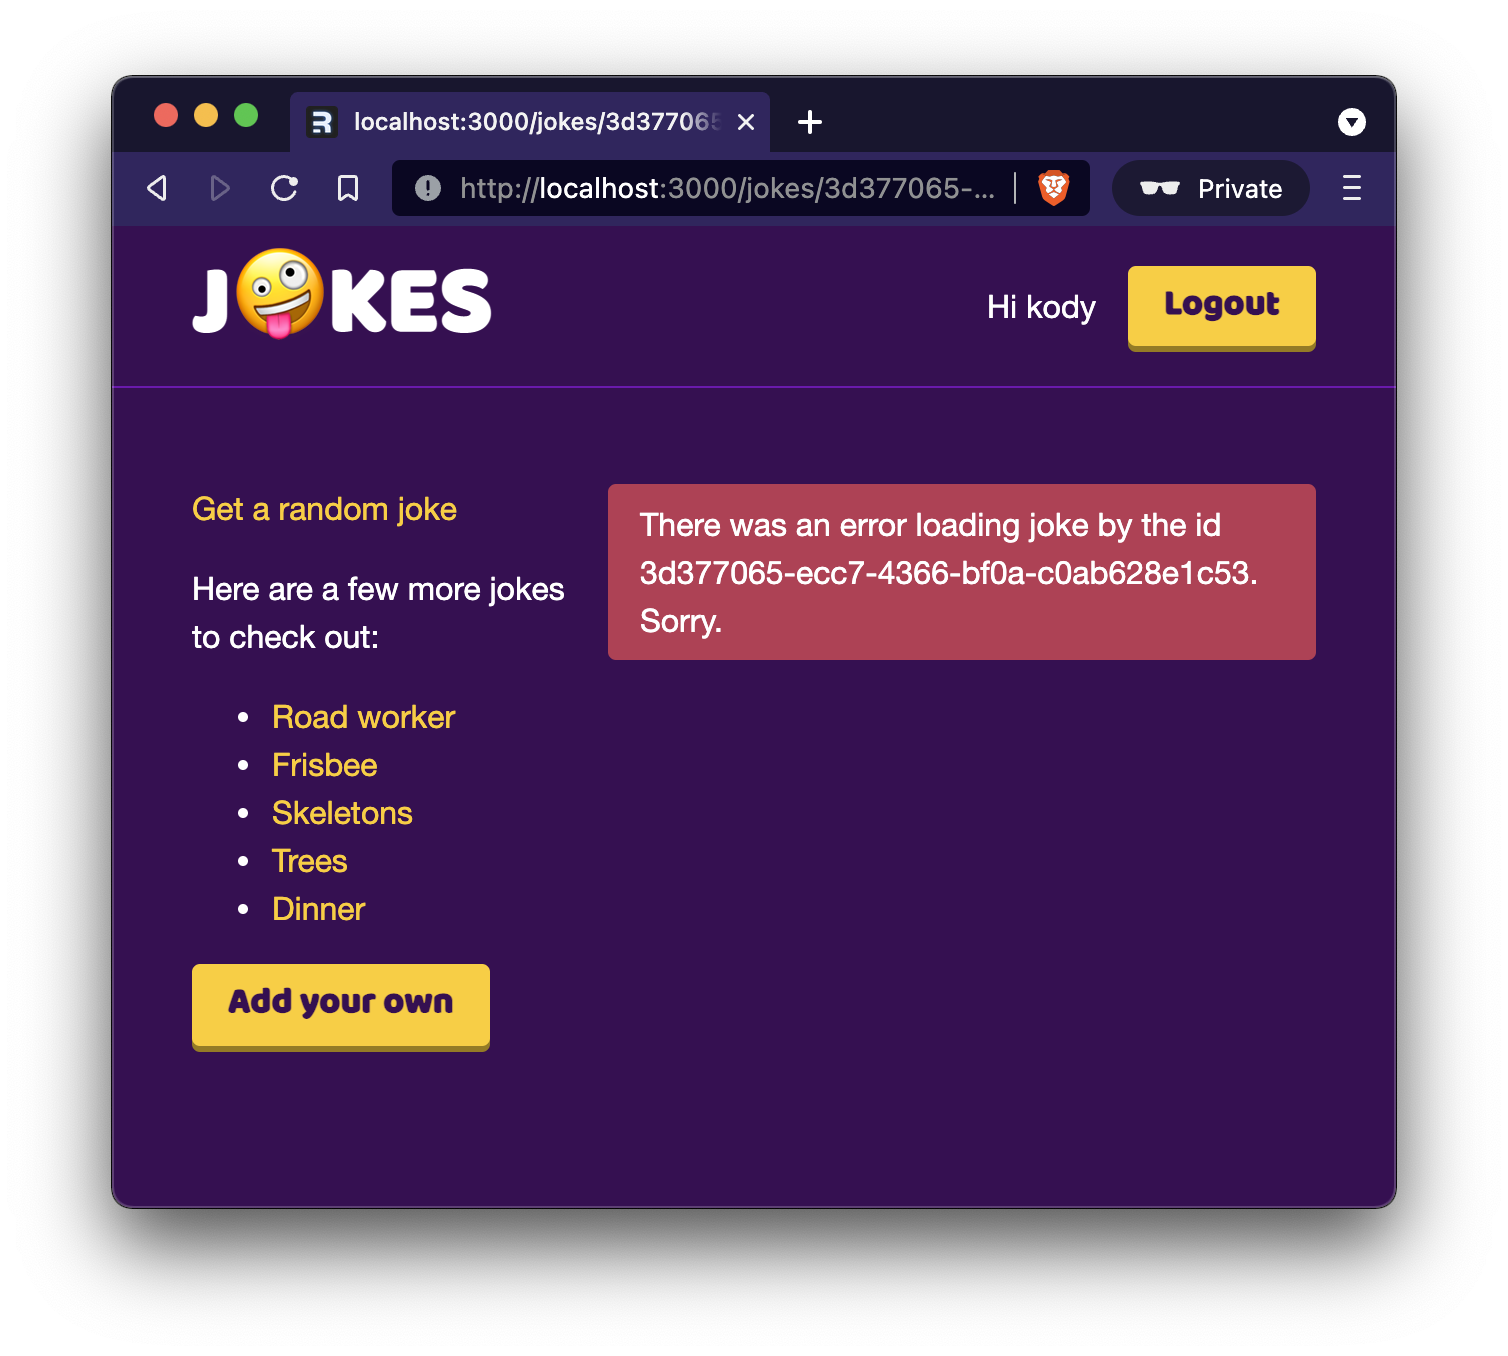 localhost:3000/jokes/3d377065
http://localhost:3000/jokes/3d377065-...
Private
J🤪KES
Hi kody
Logout
Get a random joke
There was an error loading joke by the id
3d377065-ecc7-4366-bf0a-c0ab628e1c53.
Sorry.
Here are a few more jokes
to check out:
• Road worker
• Frisbee
• Skeletons
• Trees
• Dinner
Add your own